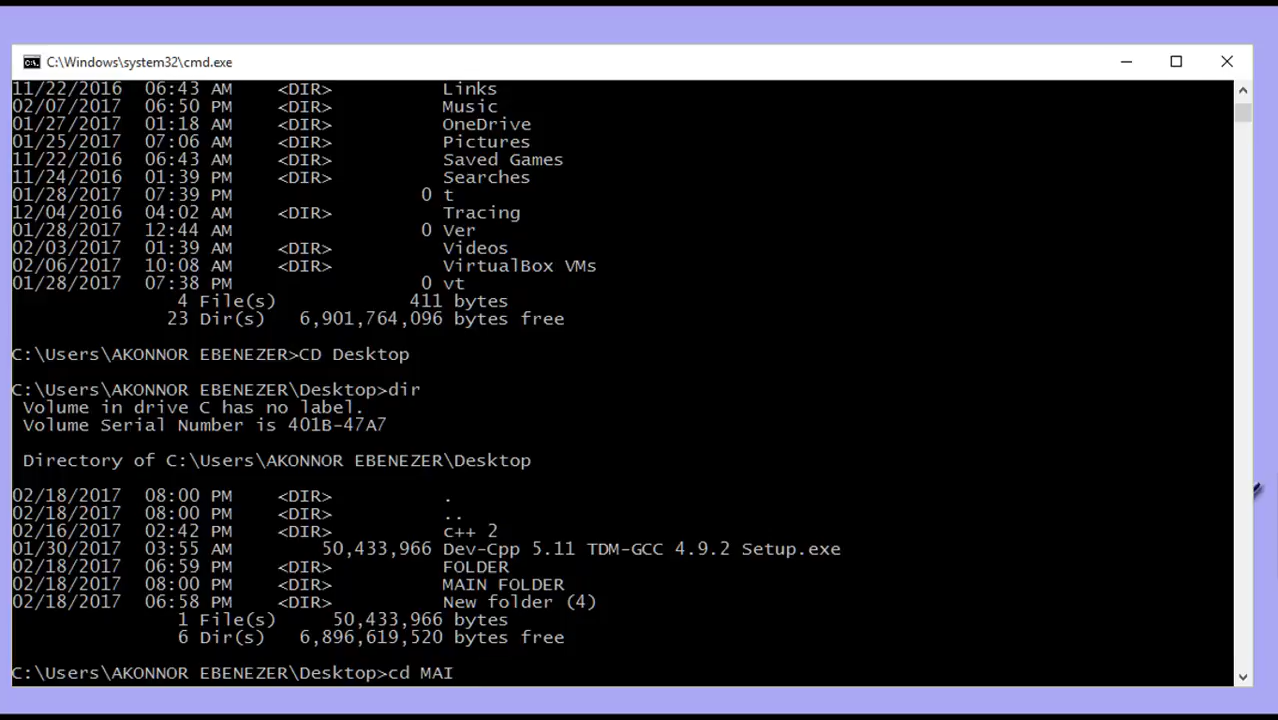 C:\Windows\system32\cmd.exe
11/22/2016  06:43 AM    <DIR>          Links
02/07/2017  06:50 PM    <DIR>          Music
01/27/2017  01:18 AM    <DIR>          OneDrive
01/25/2017  07:06 AM    <DIR>          Pictures
11/22/2016  06:43 AM    <DIR>          Saved Games
11/24/2016  01:39 PM    <DIR>          Searches
01/28/2017  07:39 PM                 0 t
12/04/2016  04:02 AM    <DIR>          Tracing
01/28/2017  12:44 AM                 0 Ver
02/03/2017  01:39 AM    <DIR>          Videos
02/06/2017  10:08 AM    <DIR>          VirtualBox VMs
01/28/2017  07:38 PM                 0 vt
               4 File(s)            411 bytes
              23 Dir(s)   6,901,764,096 bytes free
C:\Users\AKONNOR EBENEZER>CD Desktop
C:\Users\AKONNOR EBENEZER\Desktop>dir
 Volume in drive C has no label.
 Volume Serial Number is 401B-47A7
 Directory of C:\Users\AKONNOR EBENEZER\Desktop
02/18/2017  08:00 PM    <DIR>          .
02/18/2017  08:00 PM    <DIR>          ..
02/16/2017  02:42 PM    <DIR>          c++ 2
01/30/2017  03:55 AM        50,433,966 Dev-Cpp 5.11 TDM-GCC 4.9.2 Setup.exe
02/18/2017  06:59 PM    <DIR>          FOLDER
02/18/2017  08:00 PM    <DIR>          MAIN FOLDER
02/18/2017  06:58 PM    <DIR>          New folder (4)
               1 File(s)     50,433,966 bytes
               6 Dir(s)   6,896,619,520 bytes free
C:\Users\AKONNOR EBENEZER\Desktop>cd MAI